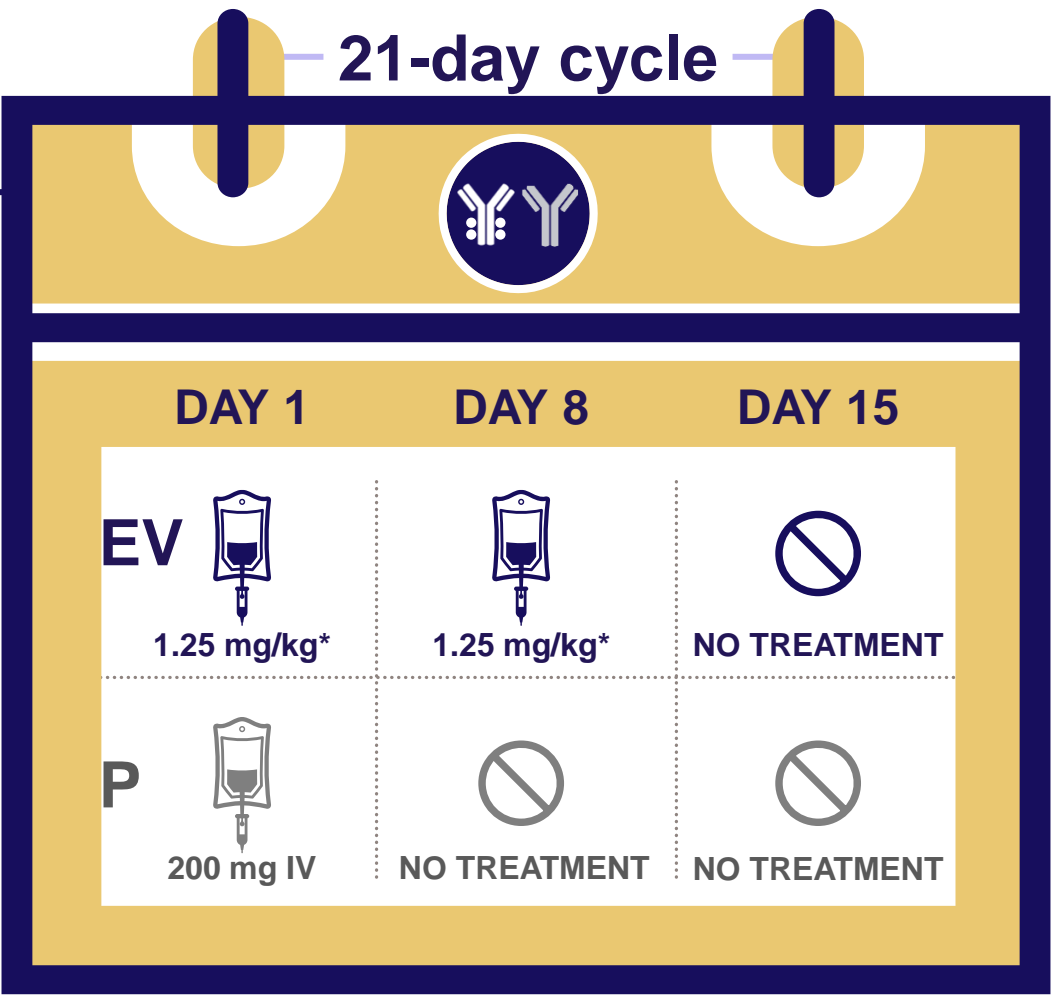 21-day cycle
DAY 1 DAY 8 DAY 15
EV
1.25 mg/kg* 1.25 mg/kg* NO TREATMENT
P
200 mg IV NO TREATMENT NO TREATMENT